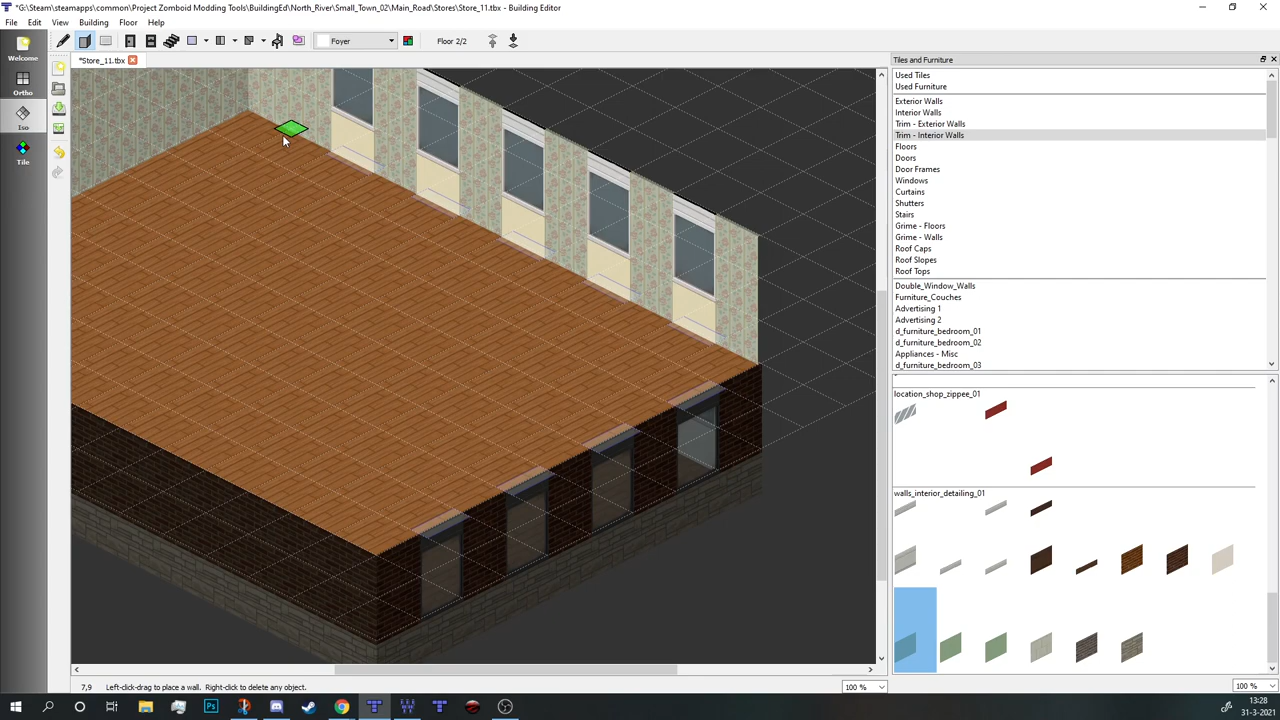 *G:\Steam\steamapps\common\Project Zomboid Modding Tools\BuildingEd\North_River\Small_Town_02\Main_Road\Stores\Store_11.tbx - Building Editor
File Edit View Building Floor Help
Foyer
Floor 2/2
Welcome
Ortho
Iso
Tile
*Store_11.tbx
Tiles and Furniture
Used Tiles
Used Furniture
Exterior Walls
Interior Walls
Trim - Exterior Walls
Trim - Interior Walls
Floors
Doors
Door Frames
Windows
Curtains
Shutters
Stairs
Grime - Floors
Grime - Walls
Roof Caps
Roof Slopes
Roof Tops
Double_Window_Walls
Furniture_Couches
Advertising 1
Advertising 2
d_furniture_bedroom_01
d_furniture_bedroom_02
Appliances - Misc
d_furniture_bedroom_03
location_shop_zippee_01
walls_interior_detailing_01
7,9 Left-click-drag to place a wall. Right-click to delete any object.
100 %
100 %
13:28
31-3-2021